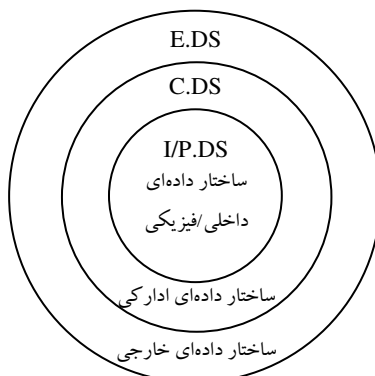 E.DS
C.DS
I/P.DS
ساختار داده‌ای
داخلی/فیزیکی
ساختار داده‌ای ادارکی
ساختار داده‌ای خارجی